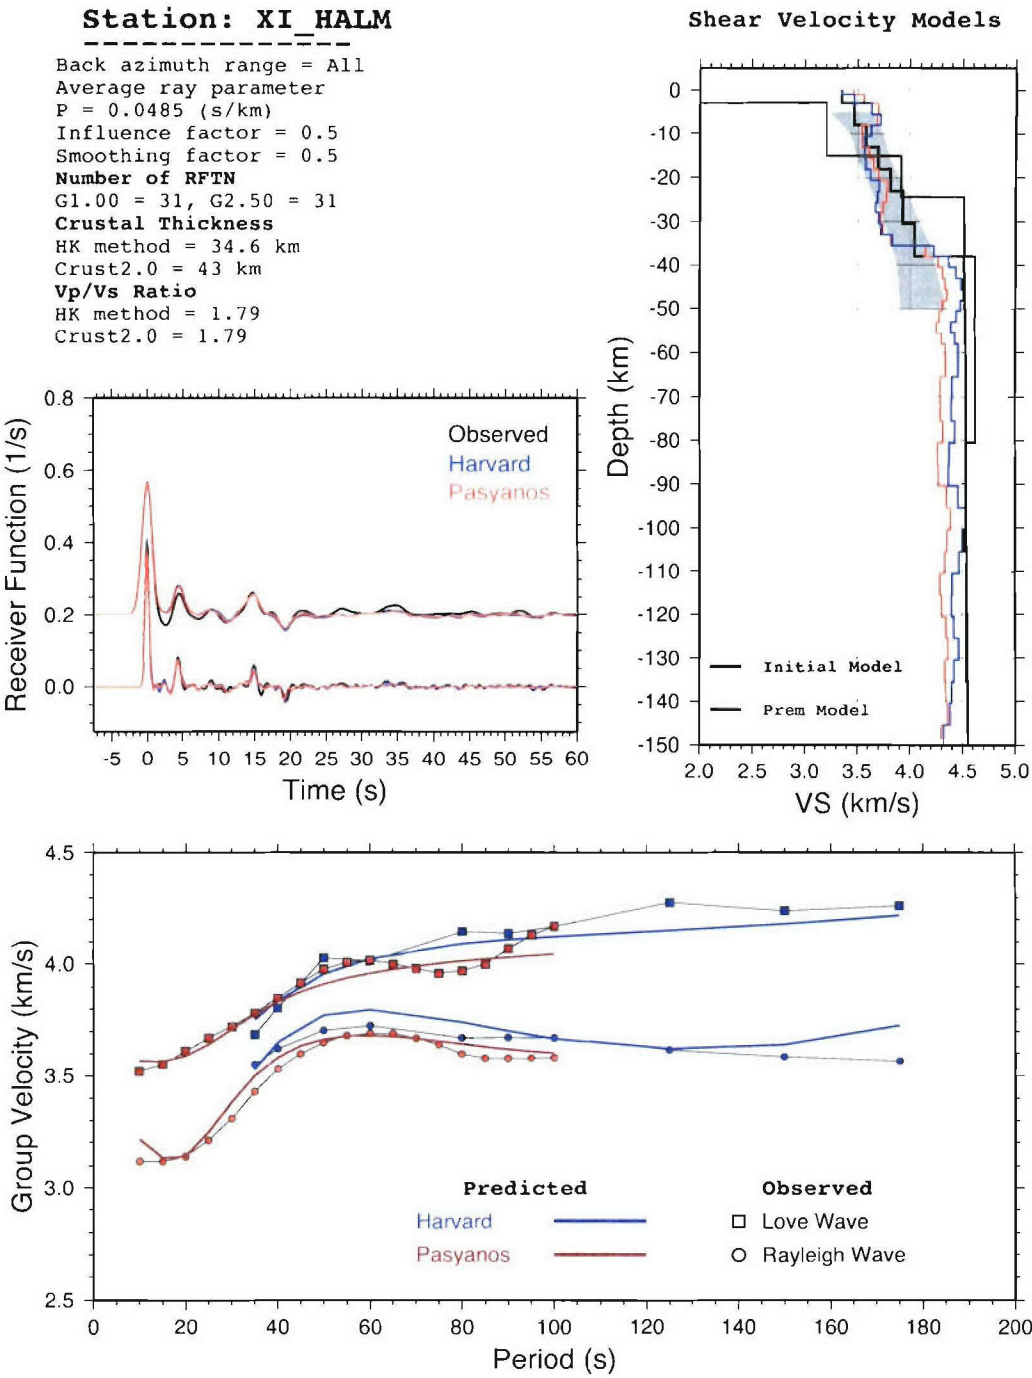 Station: XI_HALM
Back azimuth range = All
Average ray parameter
P = 0.0485 (s/km)
Influence factor = 0.5
Smoothing factor = 0.5
Number of RFTN
G1.00 = 31, G2.50 = 31
Crustal Thickness
HK method = 34.6 km
Crust2.0 = 43 km
Vp/Vs Ratio
HK method = 1.79
Crust2.0 = 1.79
Shear Velocity Models
0
-10
-20
-30
-40
-50
-60
-70
-80
-90
-100
-110
-120
-130
-140
-150
Depth (km)
Initial Model
Prem Model
2.0 2.5 3.0 3.5 4.0 4.5 5.0
VS (km/s)
0.8
0.6
0.4
0.2
0.0
Receiver Function (1/s)
Observed
Harvard
Pasyanos
-5 0 5 10 15 20 25 30 35 40 45 50 55 60
Time (s)
4.5
4.0
3.5
3.0
2.5
Group Velocity (km/s)
Predicted Observed
Harvard Love Wave
Pasyanos Rayleigh Wave
0 20 40 60 80 100 120 140 160 180 200
Period (s)